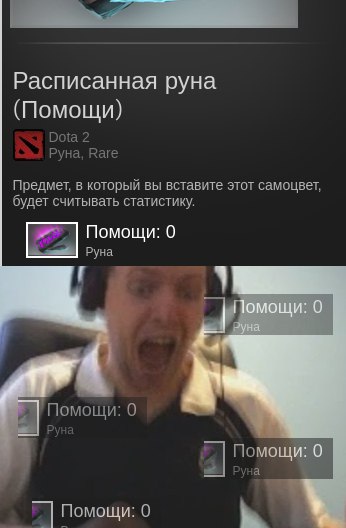 Расписанная руна
(Помощи)
Dota 2
Руна, Rare
Предмет, в который вы вставите этот самоцвет,
будет считывать статистику.
Помощи: 0
Руна
Помощи: 0
Руна
Помощи: 0
Руна
Помощи: 0
Руна
Помощи: 0